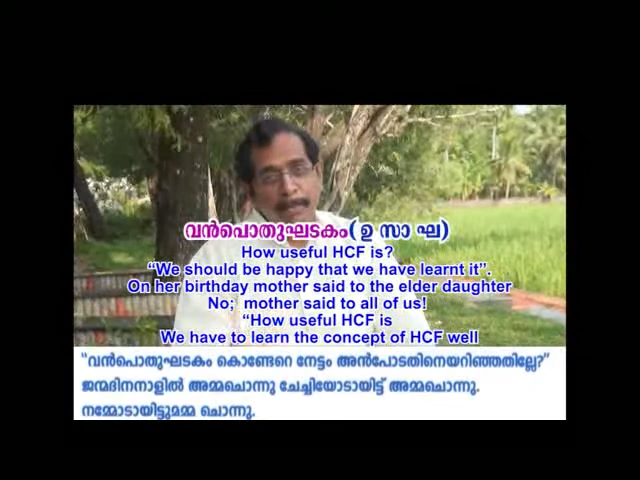 വൻപൊതുഘടകം(ഉ സാ ഘ)
How useful HCF is?
“We should be happy that we have learnt it”.
On her birthday mother said to the elder daughter
No; mother said to all of us!
“How useful HCF is
We have to learn the concept of HCF well
"വൻപൊതുഘടകം കൊണ്ടേറെ നേട്ടം അൻപോടതിനെയറിഞ്ഞതില്ലേ?"
ജന്മദിനനാളിൽ അമ്മചൊന്നു ചേച്ചിയോടായിട്ട് അമ്മചൊന്നു.
നമ്മോടായിട്ടുമമ്മ ചൊന്നു.